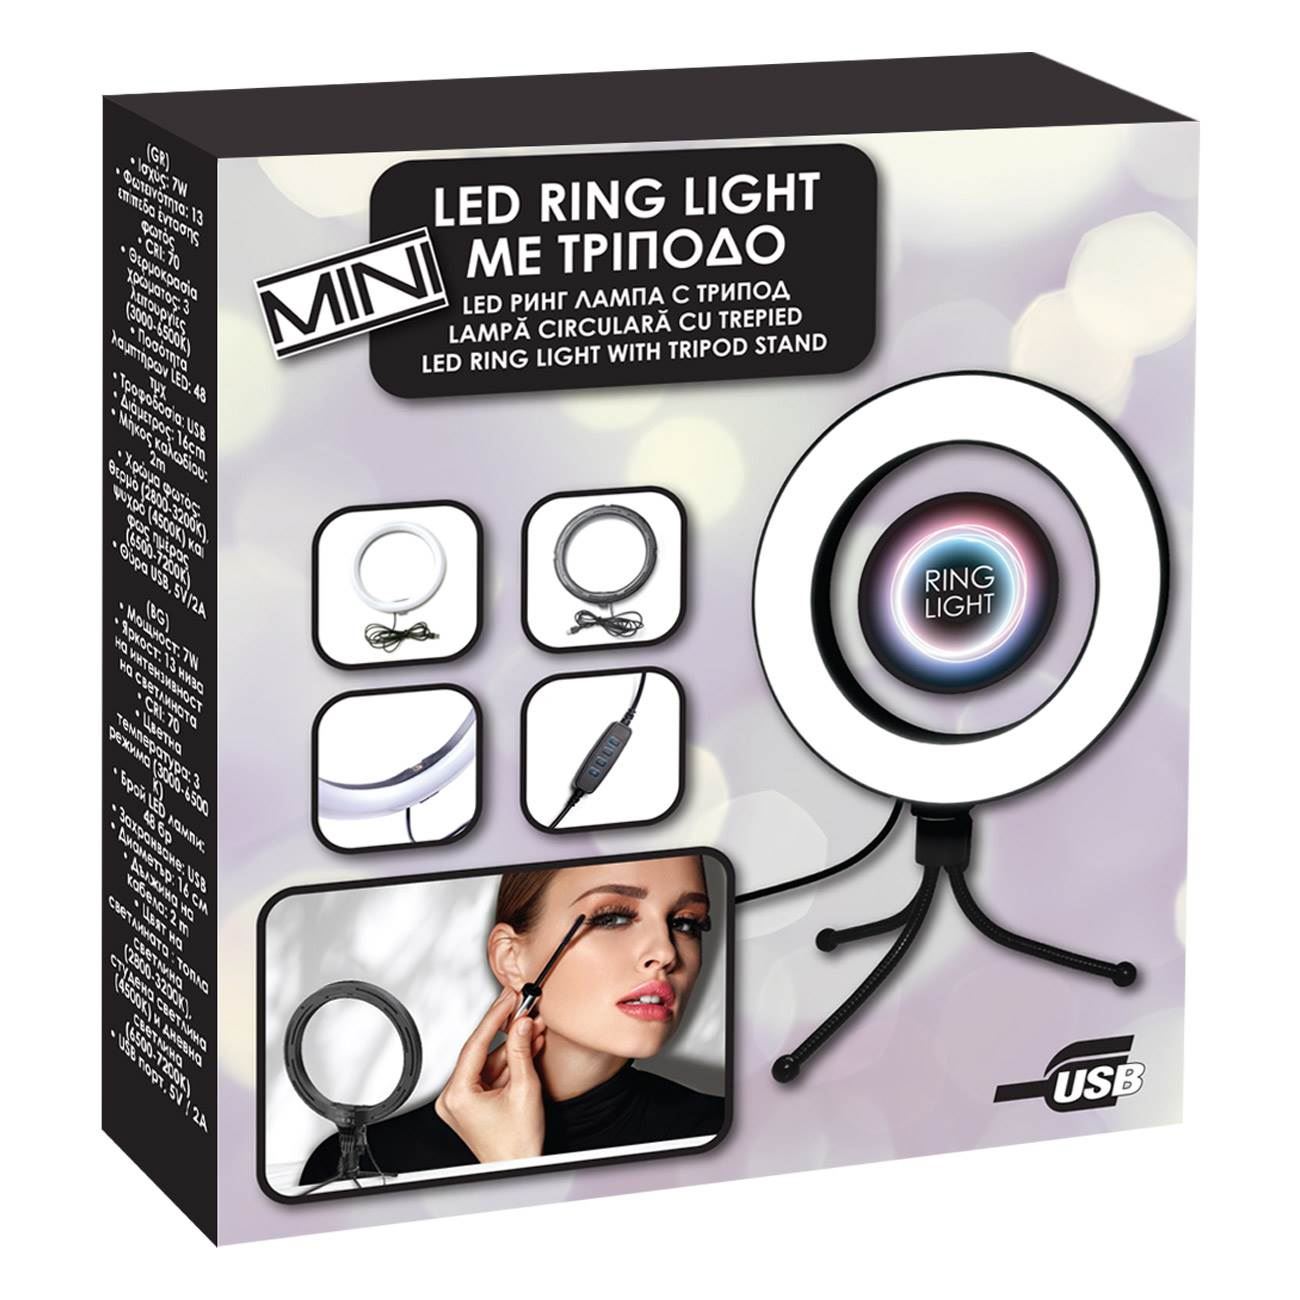 LED RING LIGHT
ΜΕ ΤΡΙΠΟΔΟ
MINI
LED РИНГ ЛАМПА С ТРИПОД
LAMPĂ CIRCULARĂ CU TREPIED
LED RING LIGHT WITH TRIPOD STAND
RING
LIGHT
USB
(GR)
• Ισχύς: 7W
• Φωτεινότητα: 13
επίπεδα έντασης
φωτός
• CRI: 70
• Θερμοκρασία
χρώματος: 3
λειτουργίες
(3000-6500K)
• Ποσότητα
λαμπτήρων LED: 48
τμχ
• Τροφοδοσία: USB
• Διάμετρος: 16cm
• Μήκος καλωδίου:
2m
• Χρώμα φωτός:
θερμό (2800-3200K),
ψυχρό (4500K) και
φως ημέρας
(6500-7200K)
• Θύρα USB, 5V/2A
(BG)
• Мощност: 7W
• Яркост: 13 нива
на интензивност
на светлината
• CRI: 70
• Цветна
температура: 3
режима (3000-6500
K)
• Брой LED лампи:
48 бр
• Захранване: USB
• Диаметър: 16 см
• Дължина на
кабела: 2 m
• Цвят на
светлината : топла
светлина
(2800-3200K),
студена светлина
(4500K) и дневна
светлина
(6500-7200K)
• USB порт, 5V / 2A